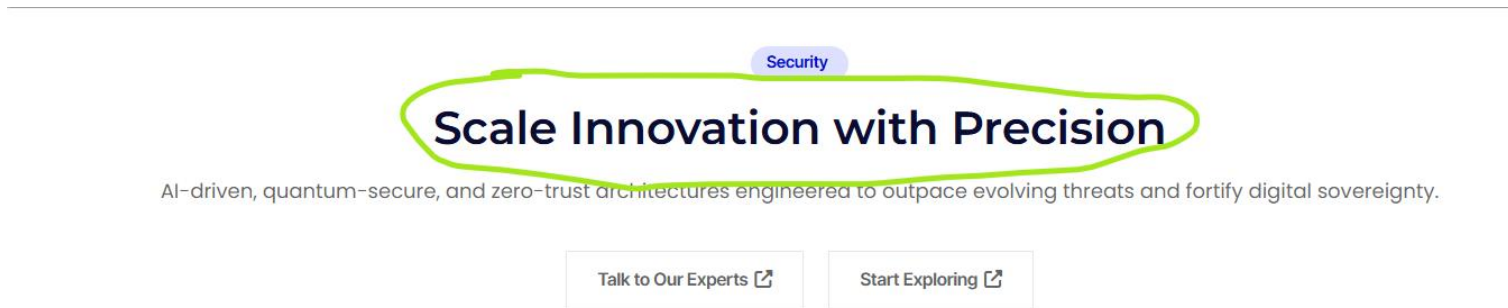 Security
Scale Innovation with Precision
AI-driven, quantum-secure, and zero-trust architectures engineered to outpace evolving threats and fortify digital sovereignty.
Talk to Our Experts
Start Exploring